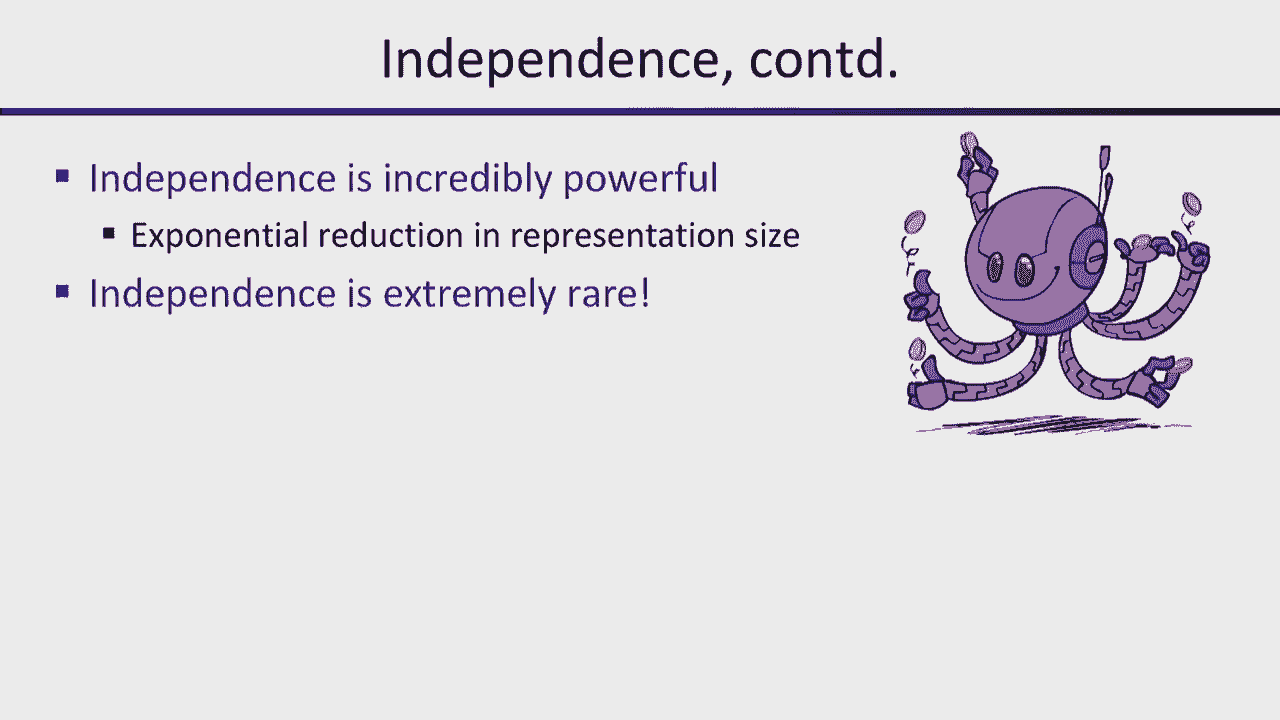 Independence, contd.
Independence is incredibly powerful
Exponential reduction in representation size
Independence is extremely rare!